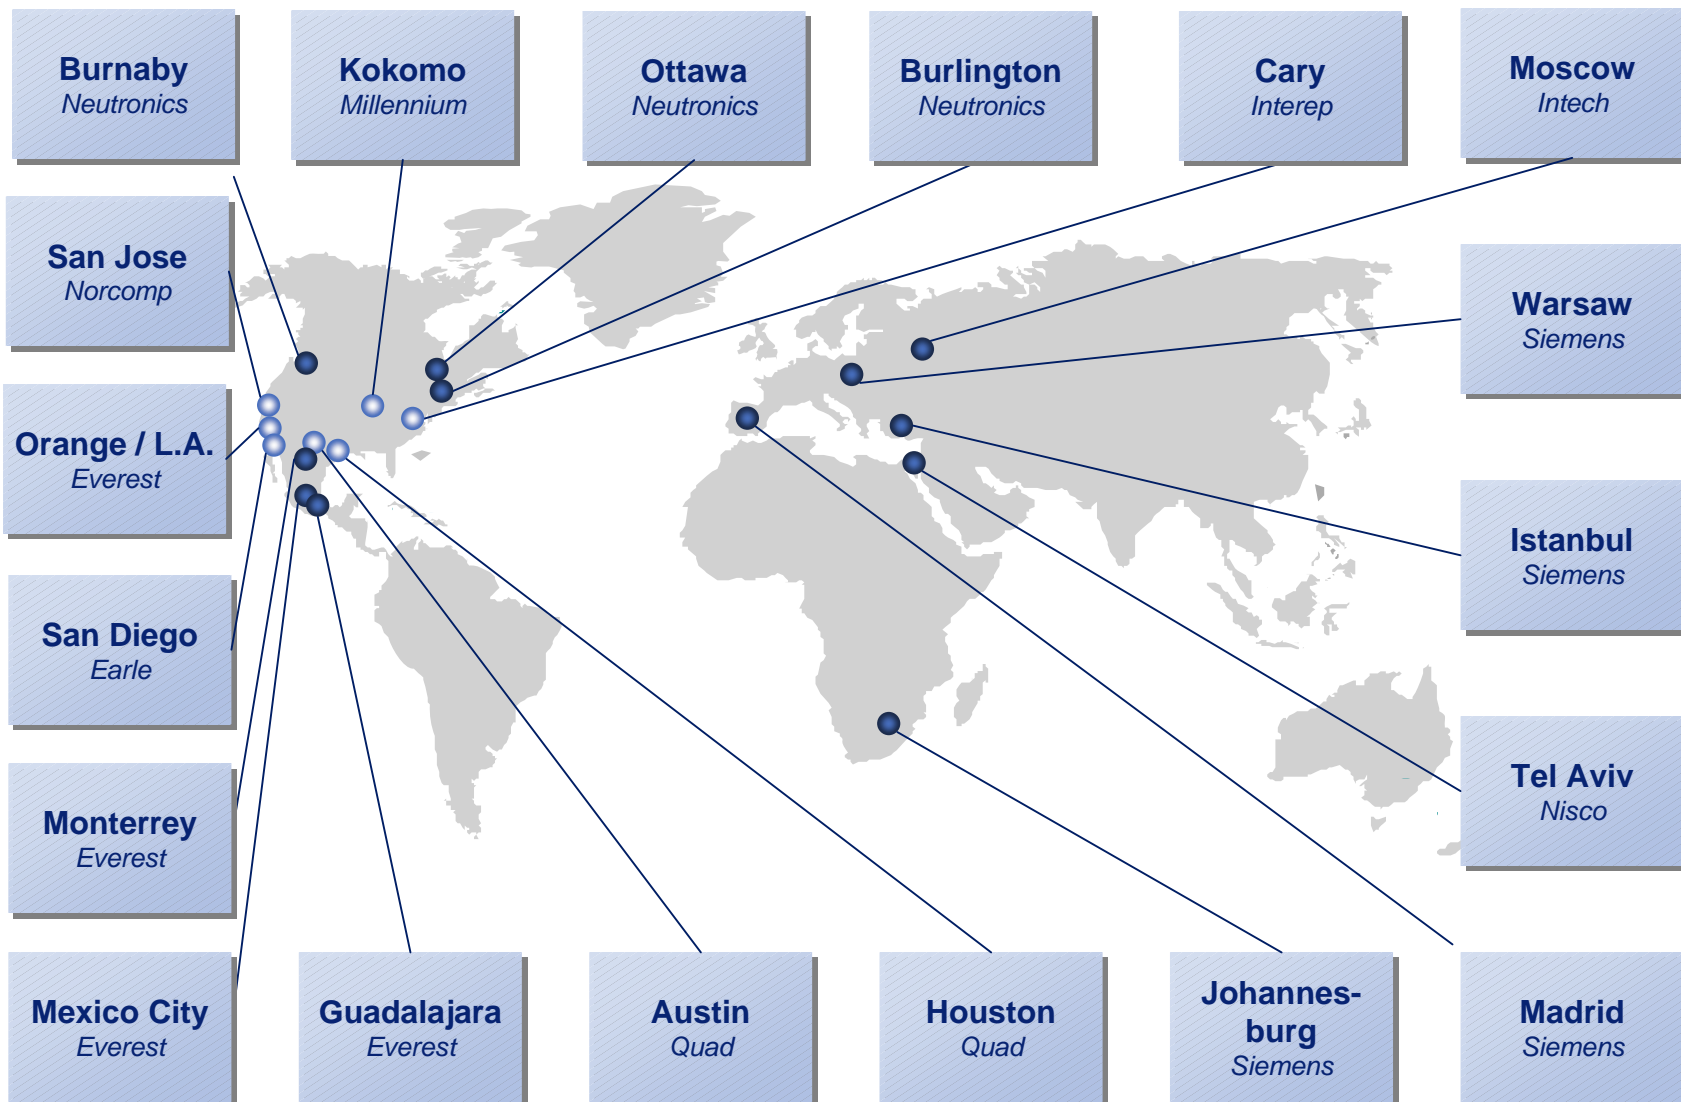 Burnaby
Neutronics
Kokomo
Millennium
Ottawa
Neutronics
Burlington
Neutronics
Cary
Interep
Moscow
Intech
San Jose
Norcomp
Warsaw
Siemens
Orange / L.A.
Everest
Istanbul
Siemens
San Diego
Earle
Tel Aviv
Nisco
Monterrey
Everest
Mexico City
Everest
Guadalajara
Everest
Austin
Quad
Houston
Quad
Johannes-
burg
Siemens
Madrid
Siemens